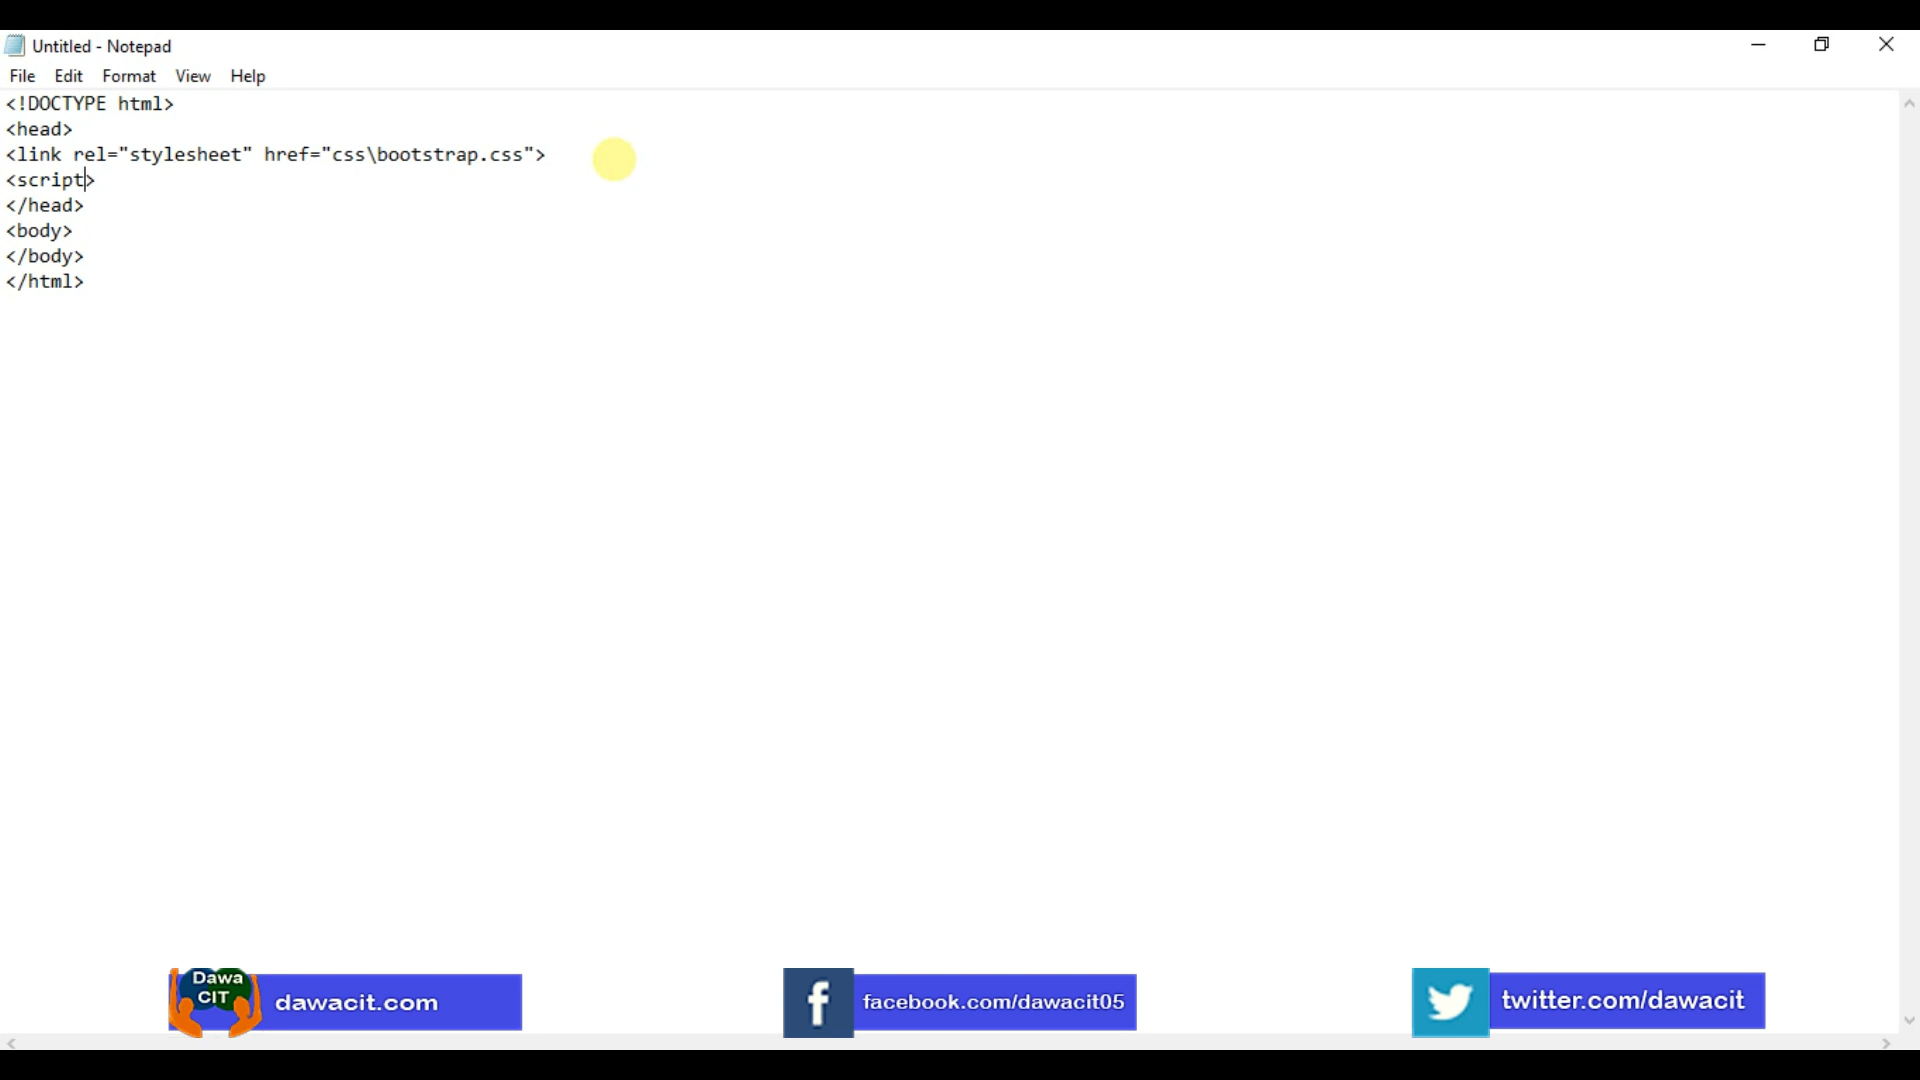 Untitled - Notepad
File Edit Format View Help
<!DOCTYPE html>
<head>
<link rel="stylesheet" href="css\bootstrap.css">
<script>
</head>
<body>
</body>
</html>
Dawa
CIT
dawacit.com
f facebook.com/dawacit05
twitter.com/dawacit